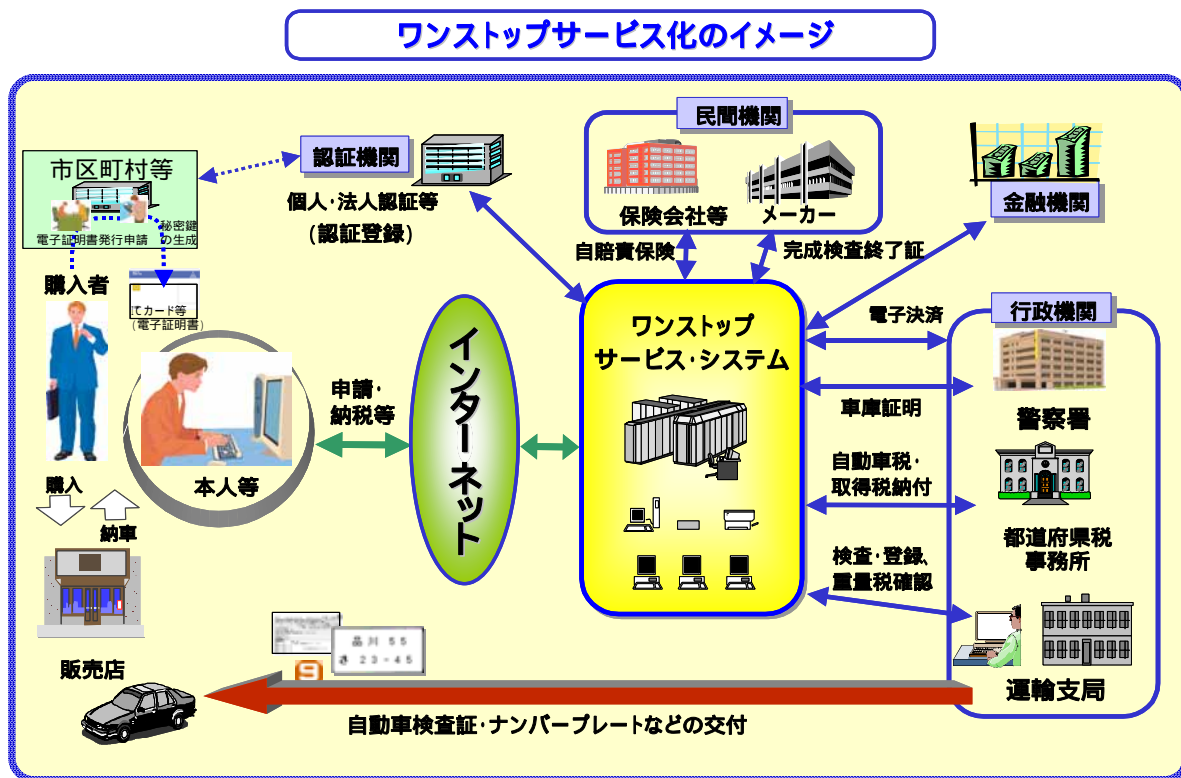 ワンストップサービス化のイメージ
民間機関
認証機関
市区町村等
個人・法人認証等
(認証登録)
保険会社等
メーカー
金融機関
電子証明書発行申請
秘密鍵
の生成
自賠責保険
完成検査終了証
購入者
ICカード等
(電子証明書)
ワンストップ
サービス・システム
電子決済
行政機関
インターネット
申請・
納税等
車庫証明
警察署
自動車税・
取得税納付
本人等
購入
納車
都道府県税
事務所
検査・登録、
重量税確認
品川 55
23-45
9
販売店
運輸支局
自動車検査証・ナンバープレートなどの交付